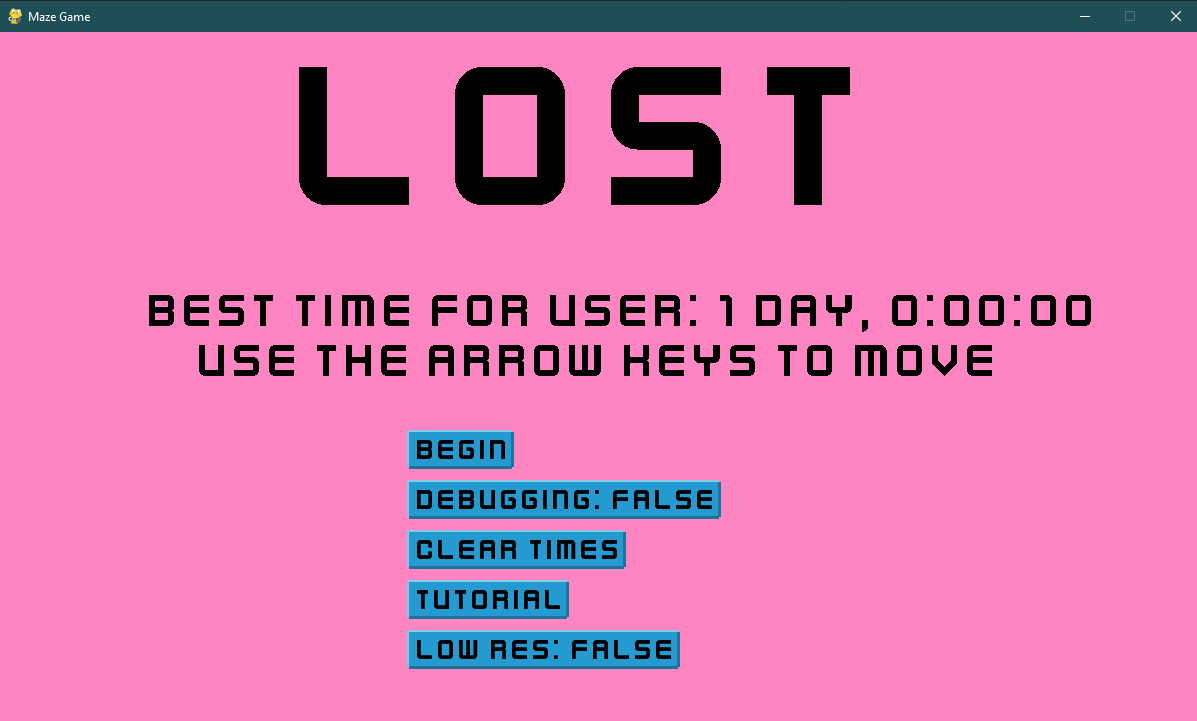 Maze Game
LOST
BEST TIME FOR USER: 1 DAY, 0:00:00
USE THE ARROW KEYS TO MOVE
BEGIN
DEBUGGING: FALSE
CLEAR TIMES
TUTORIAL
LOW RES: FALSE